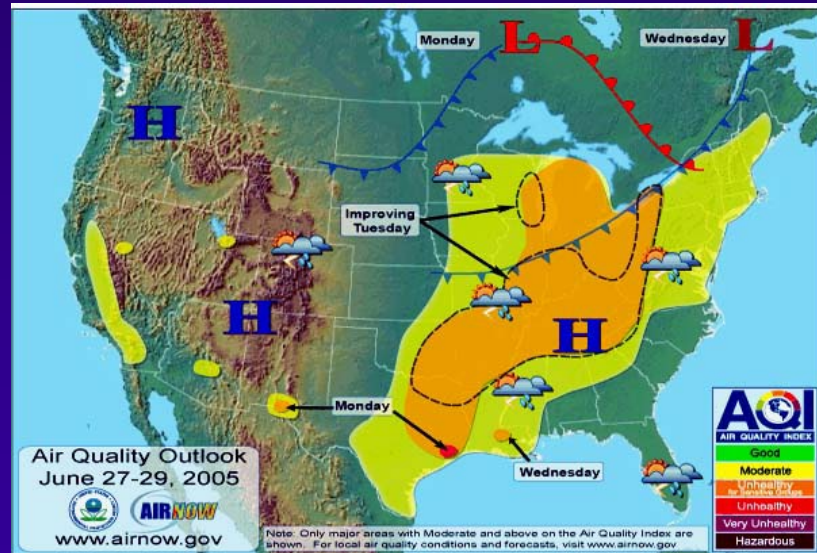 Monday
L
Wednesday
L
H
Improving
Tuesday
H
H
Monday
Wednesday
Air Quality Outlook
June 27-29, 2005
AIRNOW
www.airnow.gov
Note: Only major areas with Moderate and above on the Air Quality Index are
shown. For local air quality conditions and forecasts, visit www.airnow.gov
AQI
AIR QUALITY INDEX
Good
Moderate
Unhealthy
for Sensitive Groups
Unhealthy
Very Unhealthy
Hazardous